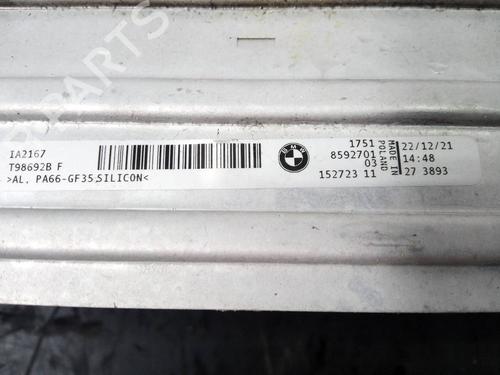 IA2167
T98692B F
>AL, PA66-GF35,SILICON<
BMW
1751
8592701
03
152723 11
MADE IN
POLAND
22/12/21
14:48
27 3893